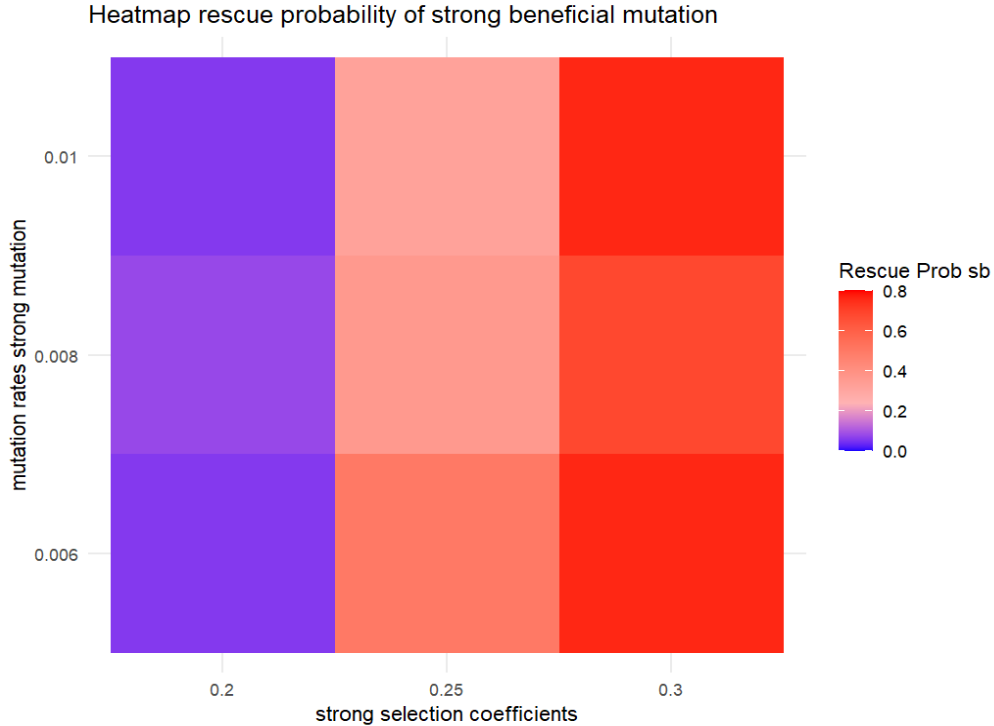 Heatmap rescue probability of strong beneficial mutation
mutation rates strong mutation
0.01
0.008
0.006
0.2
0.25
0.3
strong selection coefficients
Rescue Prob sb
0.8
0.6
0.4
0.2
0.0